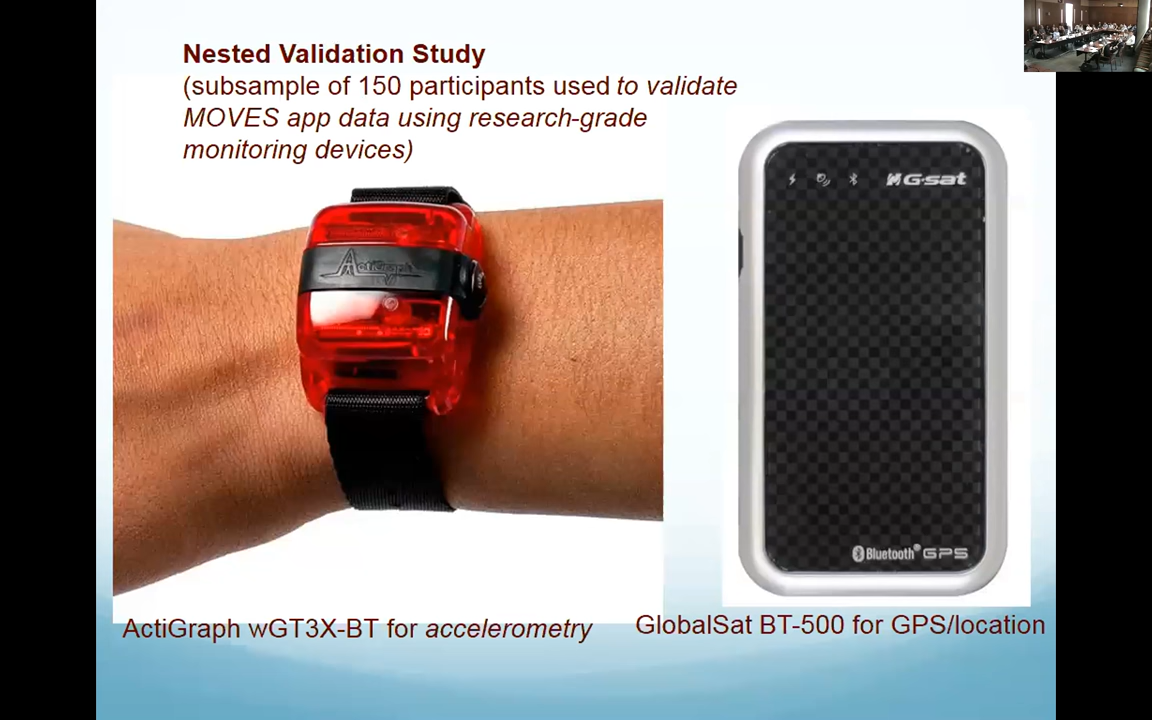 Nested Validation Study
(subsample of 150 participants used to validate
MOVES app data using research-grade
monitoring devices)
ActiGraph
G-sat
Bluetooth® GPS
ActiGraph wGT3X-BT for accelerometry
GlobalSat BT-500 for GPS/location